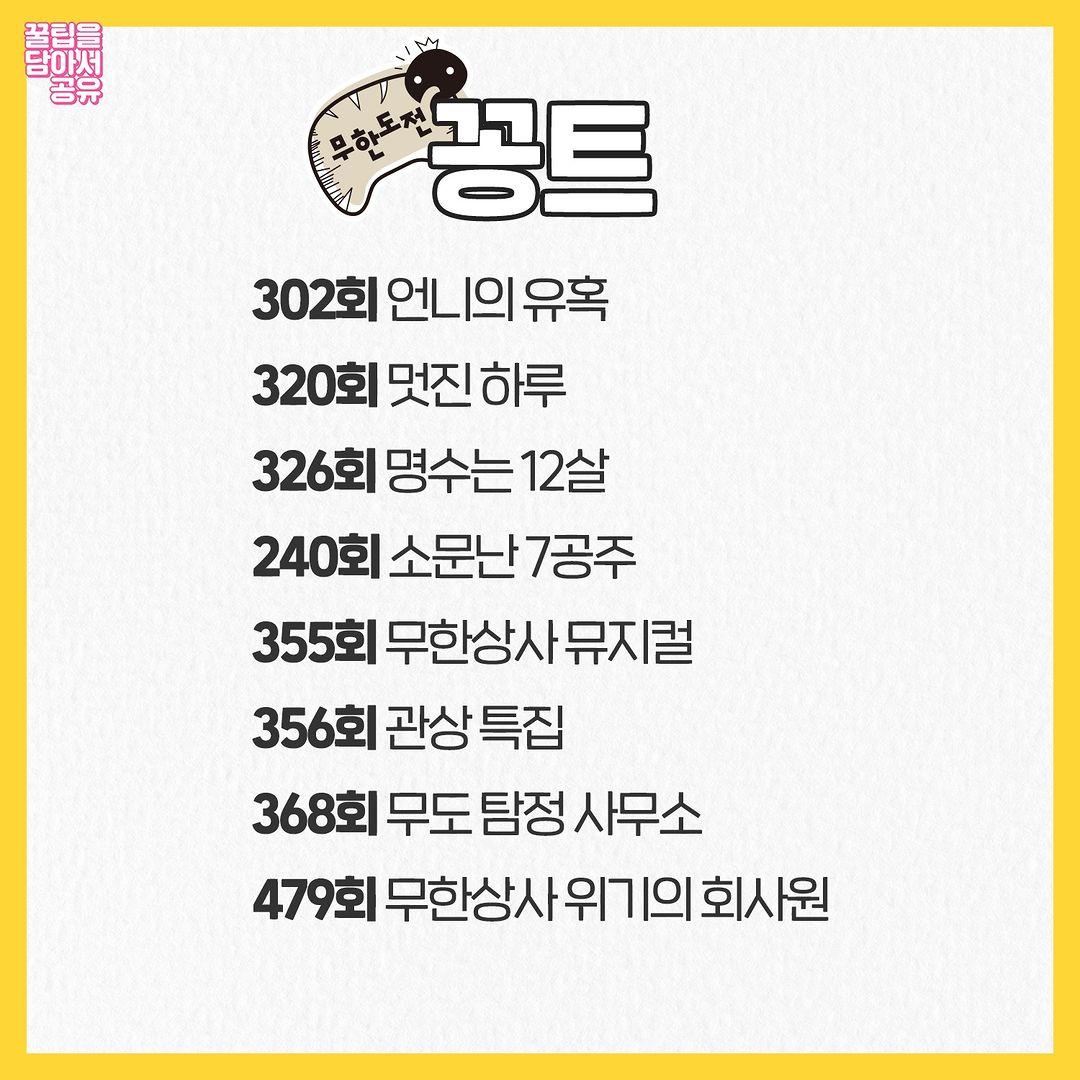 꿀팁을
담아서
공유
무한도전
꽁트
302회 언니의 유혹
320회 멋진 하루
326회 명수는 12살
240회 소문난 7공주
355회 무한상사 뮤지컬
356회 관상 특집
368회 무도 탐정 사무소
479회 무한상사 위기의 회사원